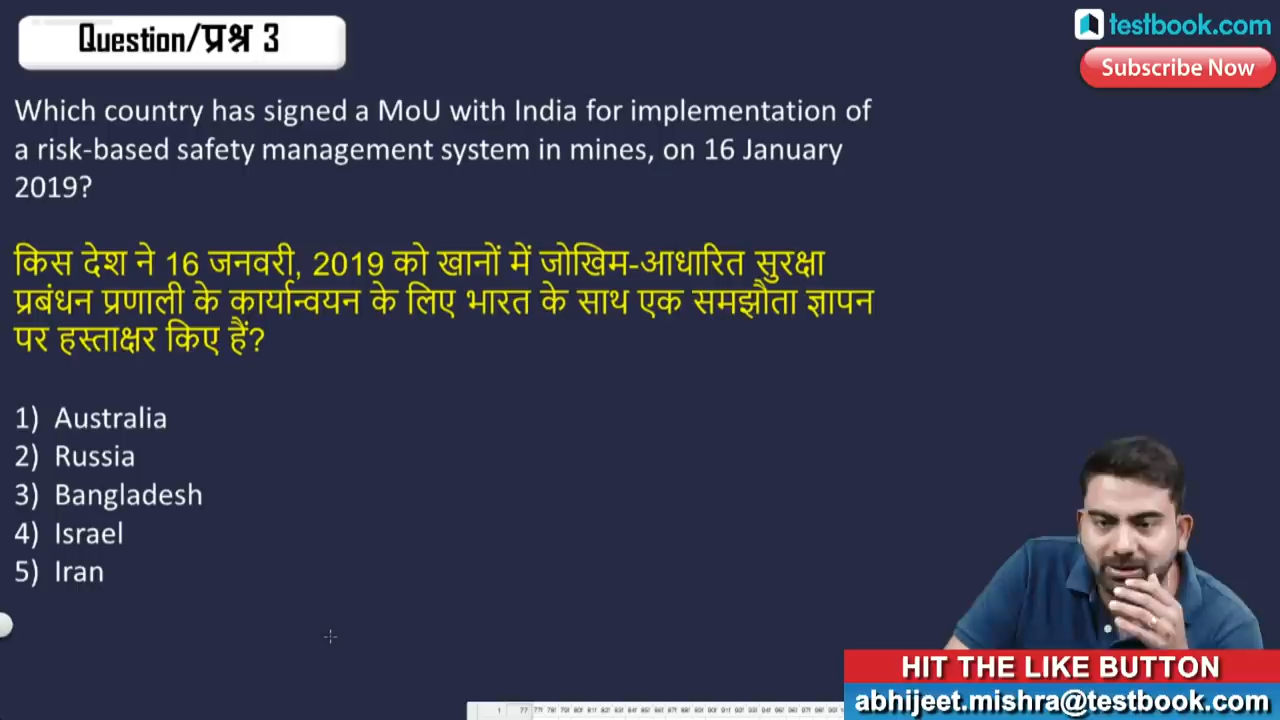 Question/प्रश्न 3
testbook.com
Subscribe Now
Which country has signed a MoU with India for implementation of
a risk-based safety management system in mines, on 16 January
2019?
किस देश ने 16 जनवरी, 2019 को खानों में जोखिम-आधारित सुरक्षा
प्रबंधन प्रणाली के कार्यान्वयन के लिए भारत के साथ एक समझौता ज्ञापन
पर हस्ताक्षर किए हैं?
1) Australia
2) Russia
3) Bangladesh
4) Israel
5) Iran
HIT THE LIKE BUTTON
abhijeet.mishra@testbook.com